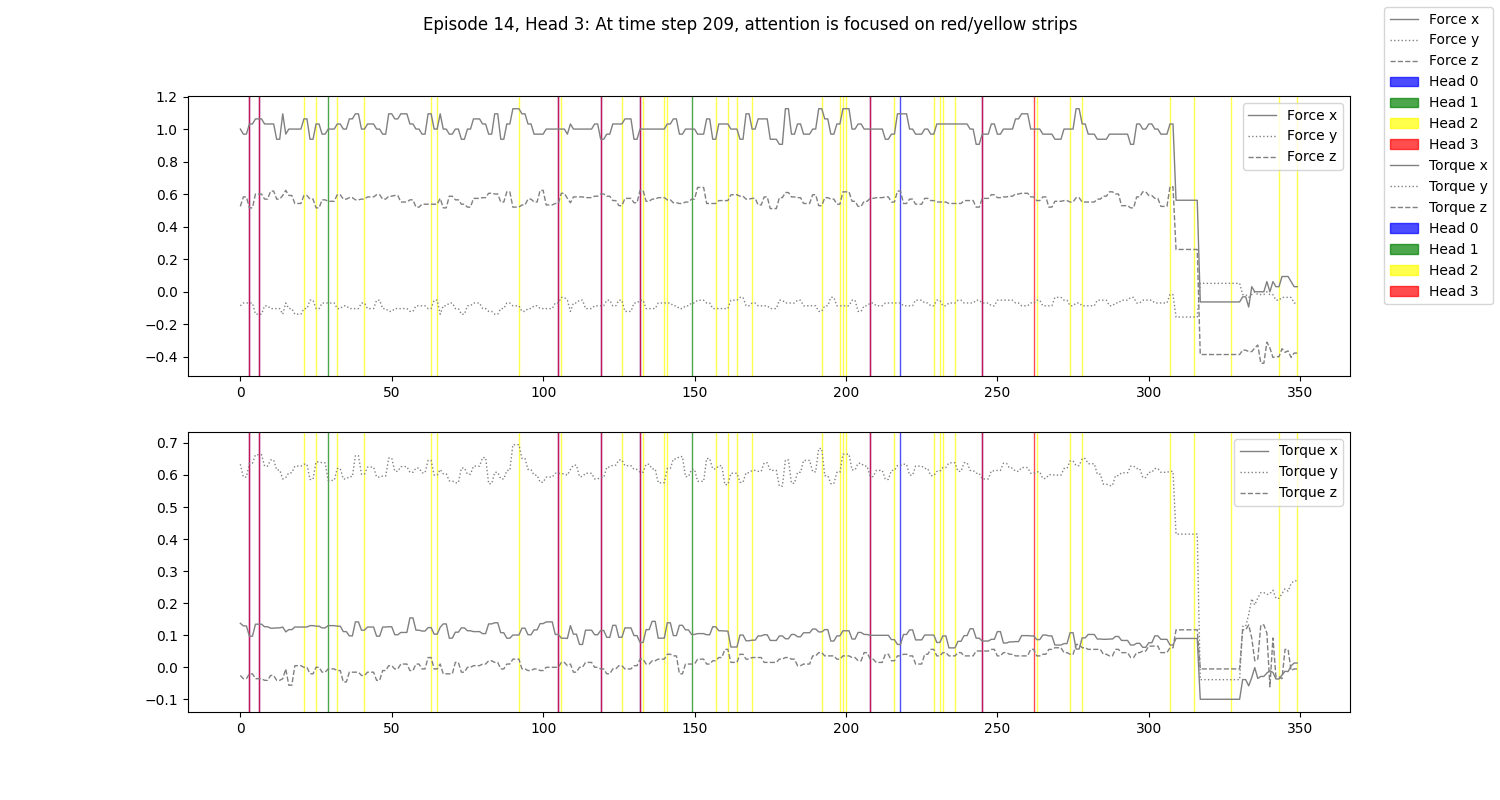 Episode 14, Head 3: At time step 209, attention is focused on red/yellow strips
Force x
Force y
Force z
Head 0
Head 1
Head 2
Head 3
Torque x
Torque y
Torque z
Head 0
Head 1
Head 2
Head 3
1.2
1.0
0.8
0.6
0.4
0.2
0.0
−0.2
−0.4
Force x
Force y
Force z
0 50 100 150 200 250 300 350
0.7
0.6
0.5
0.4
0.3
0.2
0.1
0.0
−0.1
Torque x
Torque y
Torque z
0 50 100 150 200 250 300 350